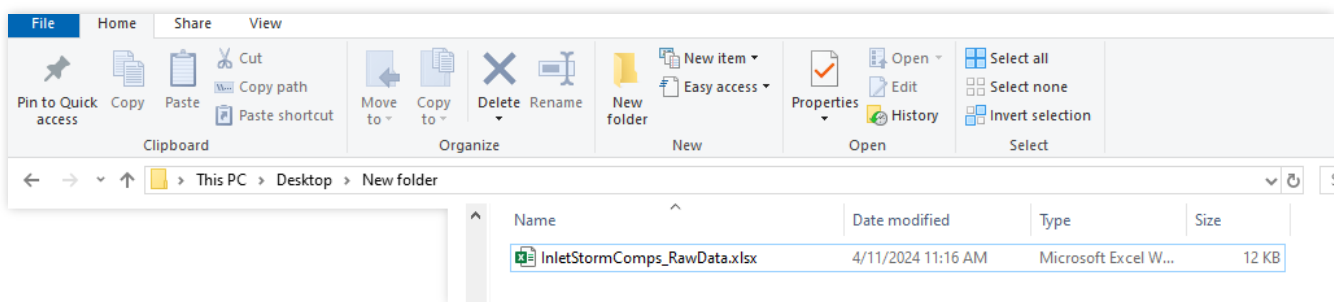 File Home Share View
Pin to Quick access
Copy
Paste
Cut
Copy path
Paste shortcut
Clipboard
Move to
Copy to
Delete
Rename
Organize
New folder
New item
Easy access
New
Properties
Open
Edit
History
Open
Select all
Select none
Invert selection
Select
This PC > Desktop > New folder
Name Date modified Type Size
InletStormComps_RawData.xlsx 4/11/2024 11:16 AM Microsoft Excel W... 12 KB